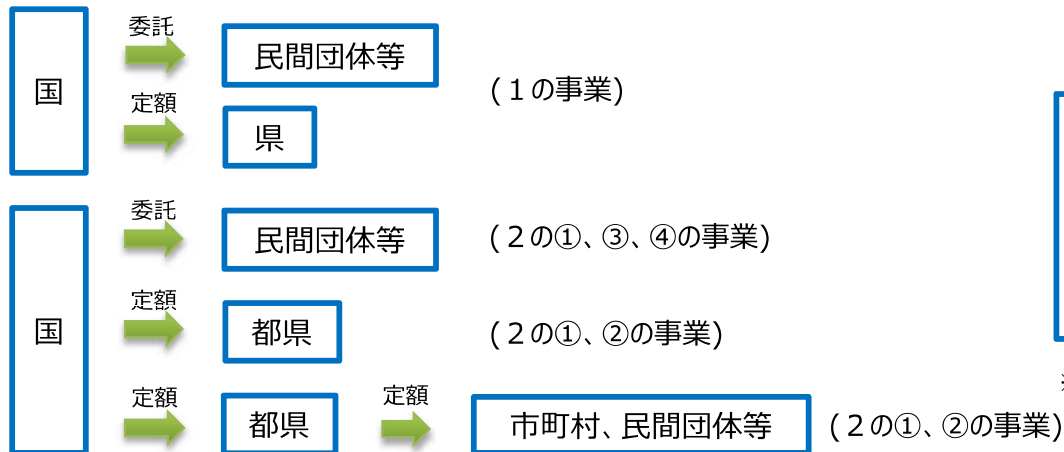 委託
国
民間団体等
(１の事業)
定額
県
委託
国
民間団体等
(２の①、③、④の事業)
定額
都県
(２の①、②の事業)
定額
都県
定額
市町村、民間団体等
(２の①、②の事業)